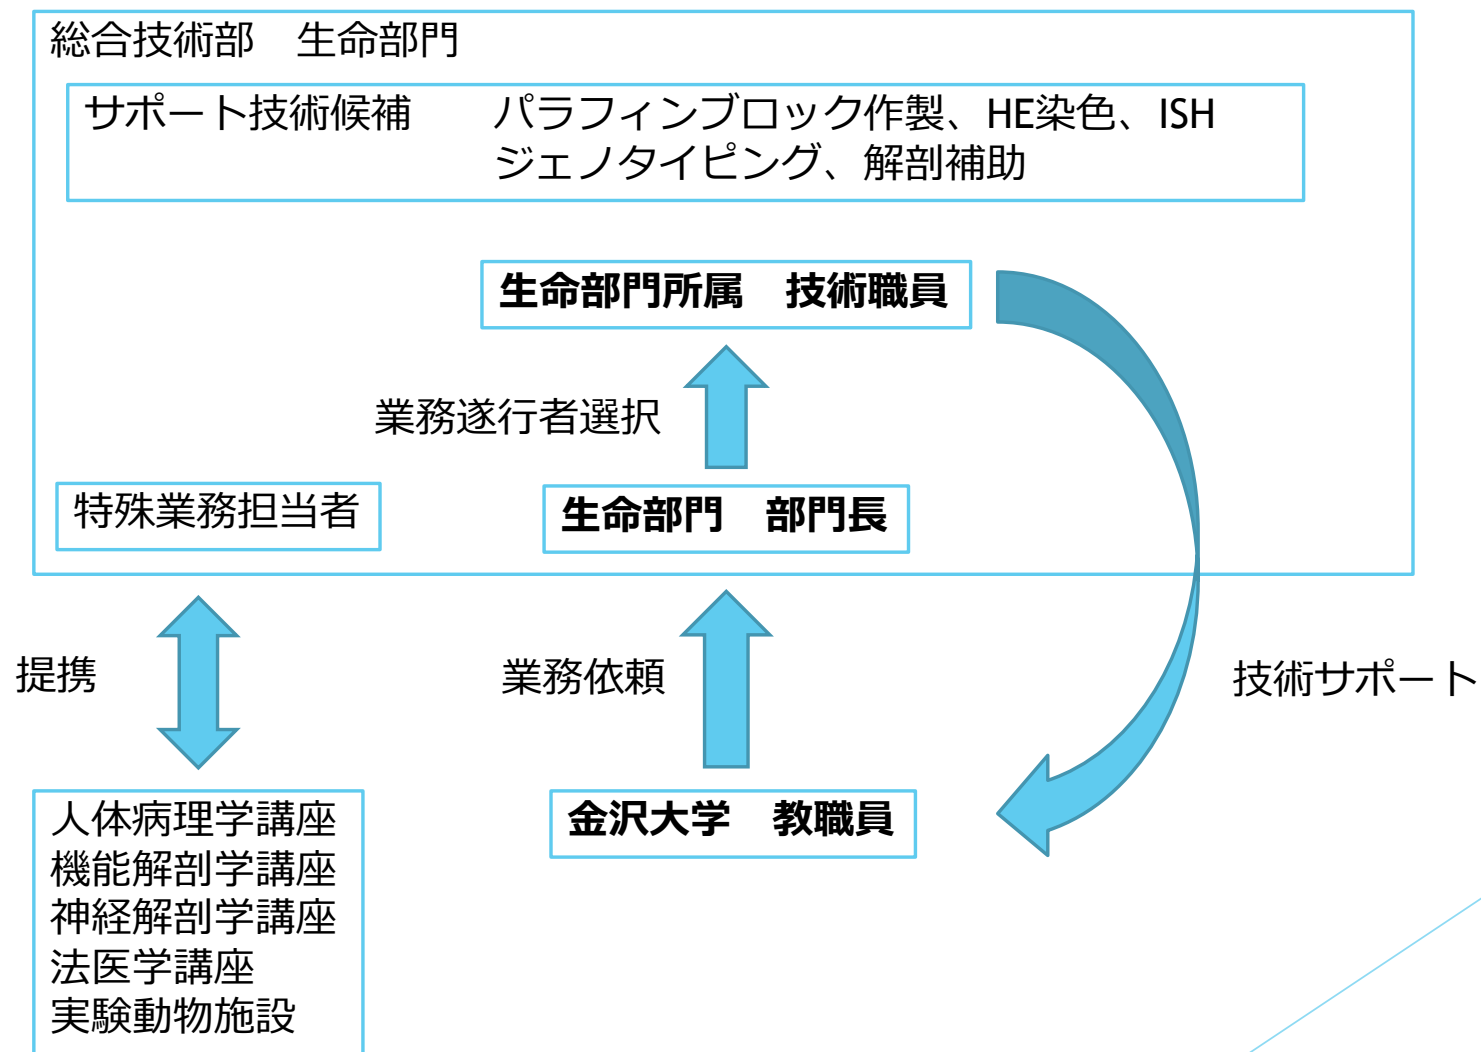 総合技術部　生命部門
サポート技術候補　　パラフィンブロック作製、HE染色、ISH
ジェノタイピング、解剖補助
生命部門所属　技術職員
業務遂行者選択
特殊業務担当者
生命部門　部門長
提携
業務依頼
技術サポート
人体病理学講座
機能解剖学講座
神経解剖学講座
法医学講座
実験動物施設
金沢大学　教職員